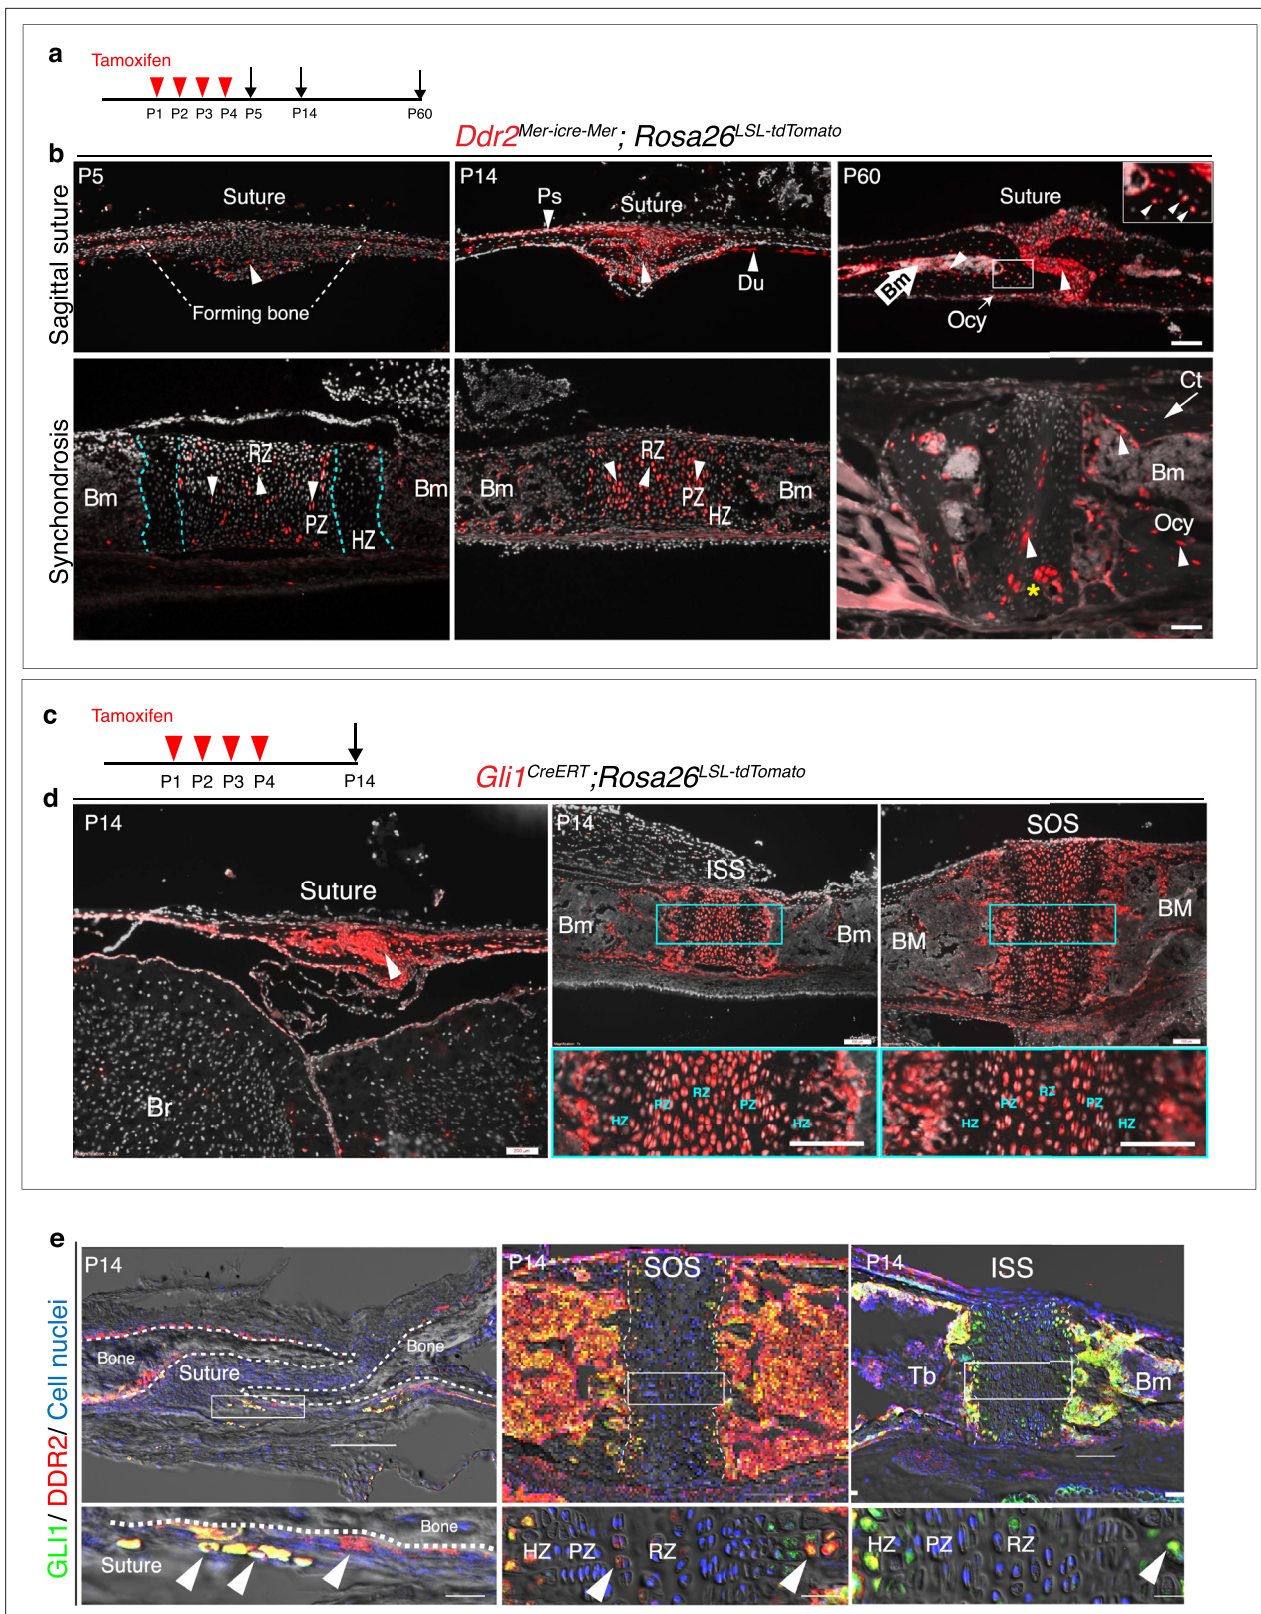 a
Tamoxifen
P1 P2 P3 P4 P5 P14 P60
Ddr2Mer-icre-Mer; Rosa26LSL-tdTomato
b
Sagittal suture
P5
Suture
Forming bone
P14
Ps
Suture
Du
P60
Suture
Bm
Ocy
Synchondrosis
Bm
RZ
PZ
HZ
Bm
Bm
RZ
PZ
HZ
Bm
Ct
Bm
Ocy
*
c
Tamoxifen
P1 P2 P3 P4 P14
Gli1CreERT;Rosa26LSL-tdTomato
d
P14
Suture
Br
200 µm
P14
ISS
Bm
Bm
SOS
BM
BM
HZ PZ RZ PZ HZ
HZ PZ RZ PZ HZ
e
GLI1/ DDR2/ Cell nuclei
P14
Bone
Suture
Bone
P14
SOS
P14
ISS
Tb
Bm
Suture
Bone
HZ PZ RZ
HZ PZ RZ